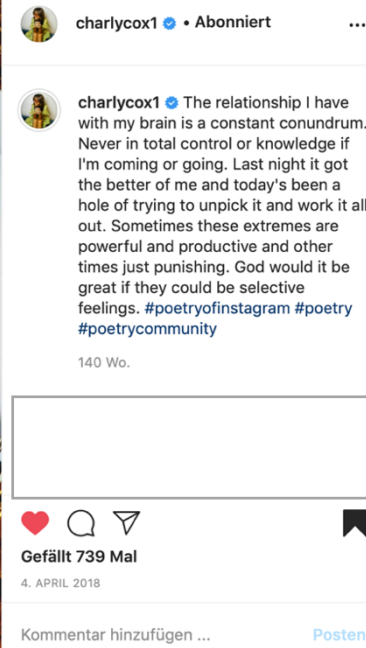 charlycox1 • Abonniert
charlycox1 The relationship I have
with my brain is a constant conundrum.
Never in total control or knowledge if
I'm coming or going. Last night it got
the better of me and today's been a
hole of trying to unpick it and work it all
out. Sometimes these extremes are
powerful and productive and other
times just punishing. God would it be
great if they could be selective
feelings. #poetryofinstagram #poetry
#poetrycommunity
140 Wo.
Gefällt 739 Mal
4. APRIL 2018
Kommentar hinzufügen ... Posten